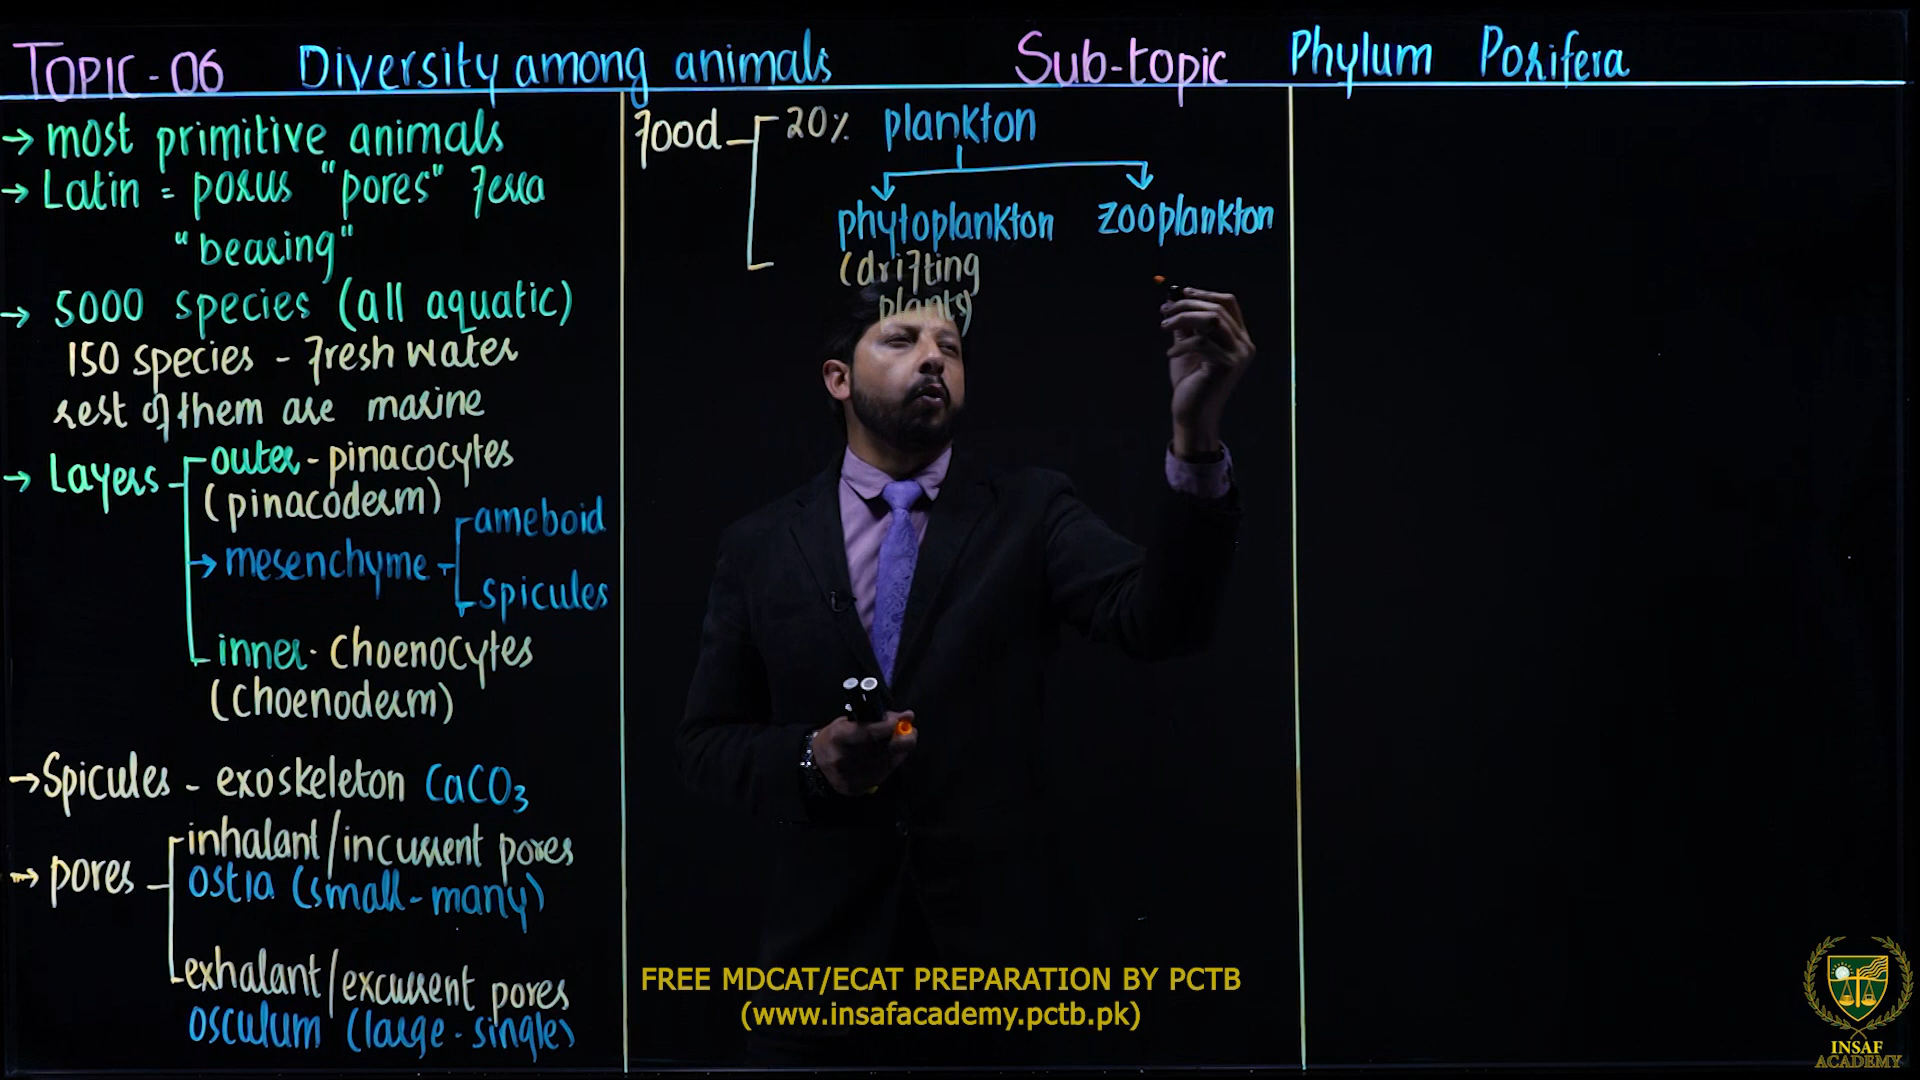 TOPIC-06 Diversity among animals Sub-topic Phylum Porifera
→ most primitive animals
→ Latin = porus "pores" ferra
"bearing"
→ 5000 species (all aquatic)
150 species - fresh water
rest of them are marine
→ Layers outer - pinacocytes
(pinacoderm)
→ mesenchyme - ameboid
spicules
inner - choenocytes
(choenoderm)
→ Spicules - exoskeleton CaCO3
→ pores - inhalant/incurrent pores
ostia (small-many)
exhalant/excurrent pores
osculum (large-single)
food - 20% plankton
phytoplankton zooplankton
(drifting
plants)
FREE MDCAT/ECAT PREPARATION BY PCTB
(www.insafacademy.pctb.pk)
INSAF
ACADEMY